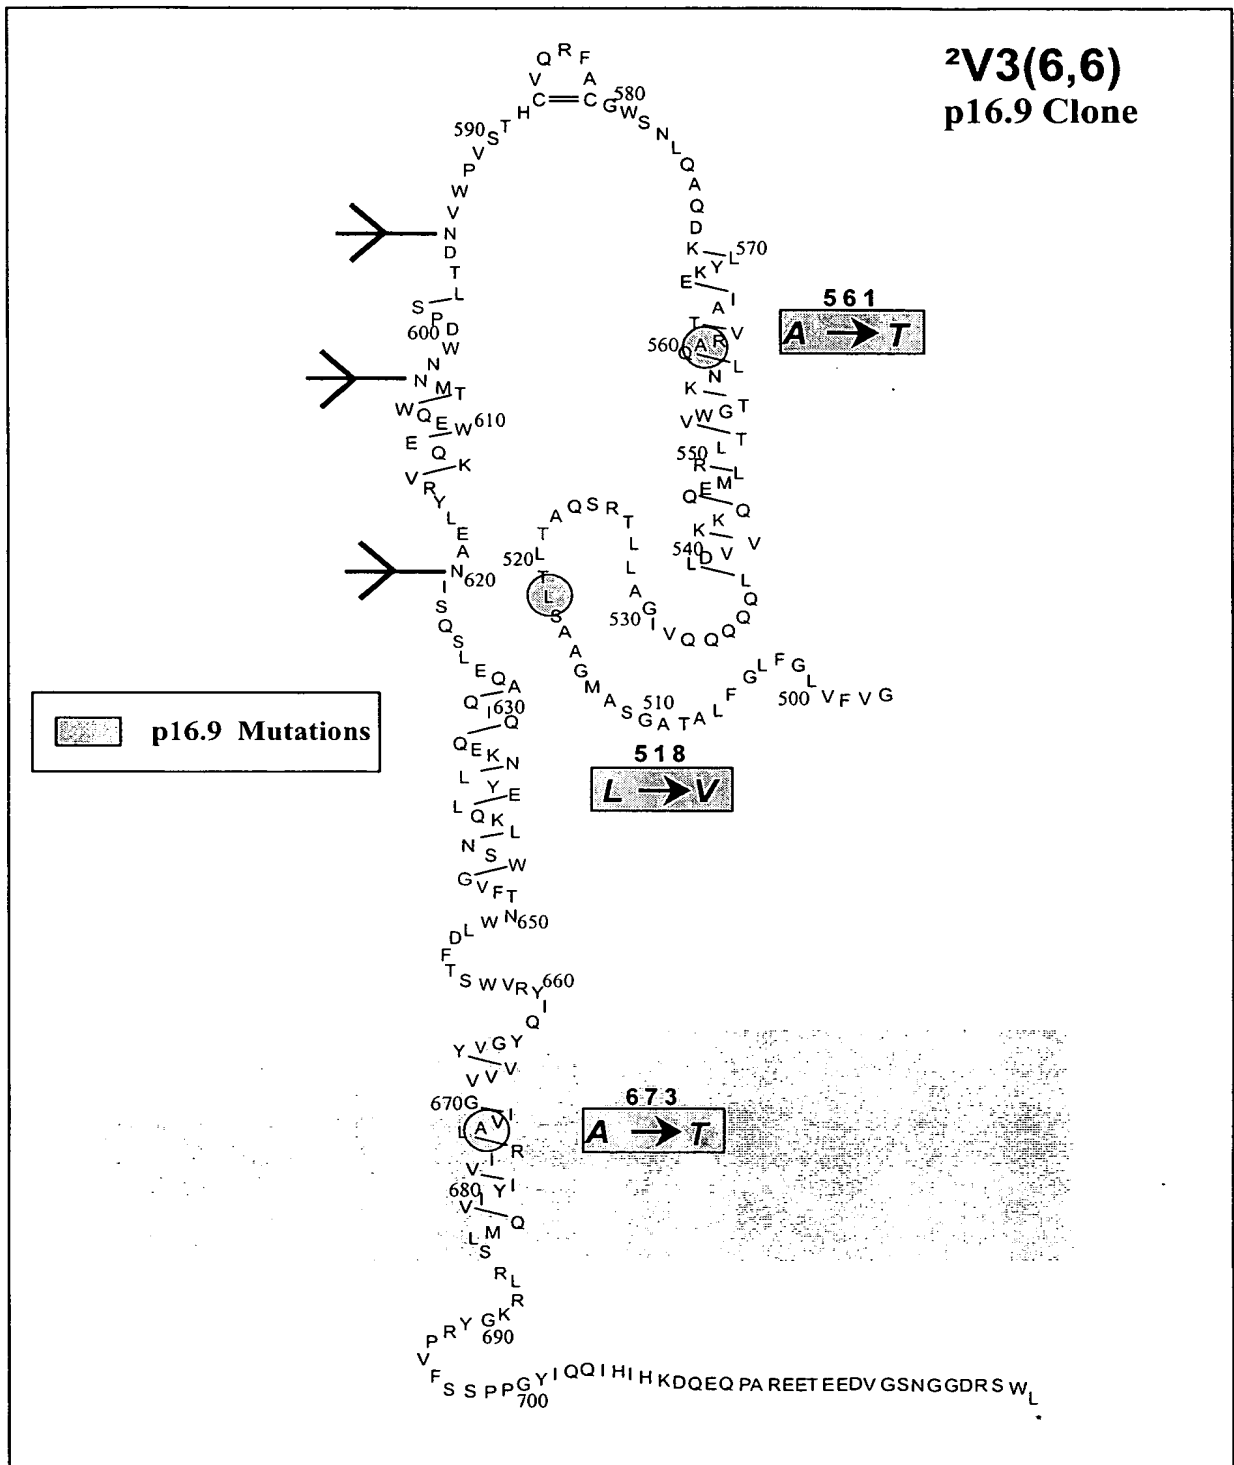 ²V3(6,6)
p16.9 Clone
V Q R F A
H C C G 580 W S N L Q A Q D
590 S T
V
P
W
V
N
D
T
L
S P D
600 W
N N M T
W Q E W 610
E Q K
V R Y L E A N 620
I S Q S L E Q A
Q I 630 Q
Q E K N
L Y E
L Q K L
N S W
G V F T
W N 650
D L
F T S W V R Y 660
I Q
Y V G Y
V V V
670 G I
L A V
I R
V
680 I Y I
V Q
L M
S
R L R
P R Y G K
690
V F S S P P G Y I Q Q I H I H K D Q E Q P A R E E T E E D V G S N G G D R S W L
700
K L 570
E K Y
A I
T V
560 Q A R L
N
K T
V W G T
L
550 R L
Q E M Q
K K V
540 L D V L
T A Q S R T L L A G
520 L
T
L
S
530 I V Q Q Q Q Q
A A G M A S G A T A L F G L F G L V F V G
510
500
561
A → T
518
L → V
673
A → T
p16.9 Mutations